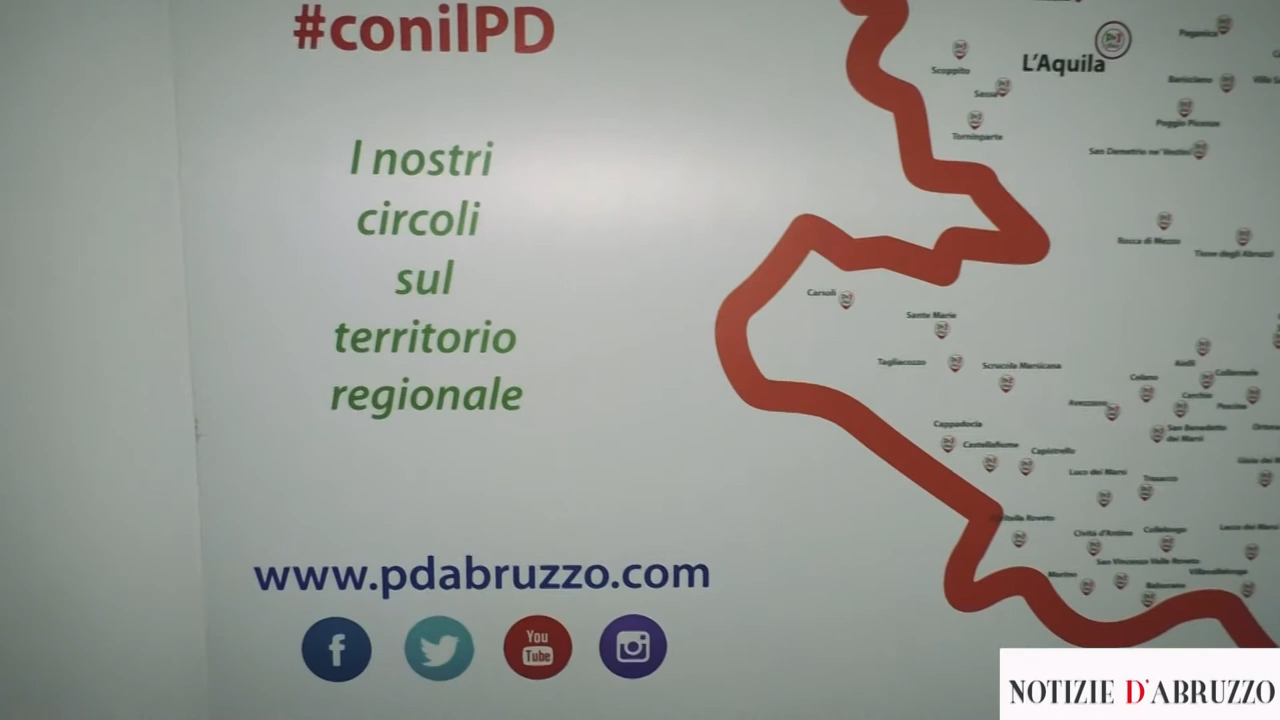 #conilPD
I nostri
circoli
sul
territorio
regionale
www.pdabruzzo.com
f
You
Tube
L'Aquila
Paganica
Scoppito
Sassa
Barisciano
Tornimparte
Poggio Picenze
San Demetrio ne' Vestini
Rocca di Mezzo
Tione degli Abruzzi
Carsoli
Sante Marie
Tagliacozzo
Scurcola Marsicana
Aielli
Celano
Collarmele
Cerchio
Avezzano
Pescina
San Benedetto
dei Marsi
Cappadocia
Castellafiume
Capistrello
Luco dei Marsi
Trasacco
Civita d'Antino
Collelongo
San Vincenzo Valle Roveto
Villavallelonga
Morino
Balsorano
NOTIZIE D'ABRUZZO